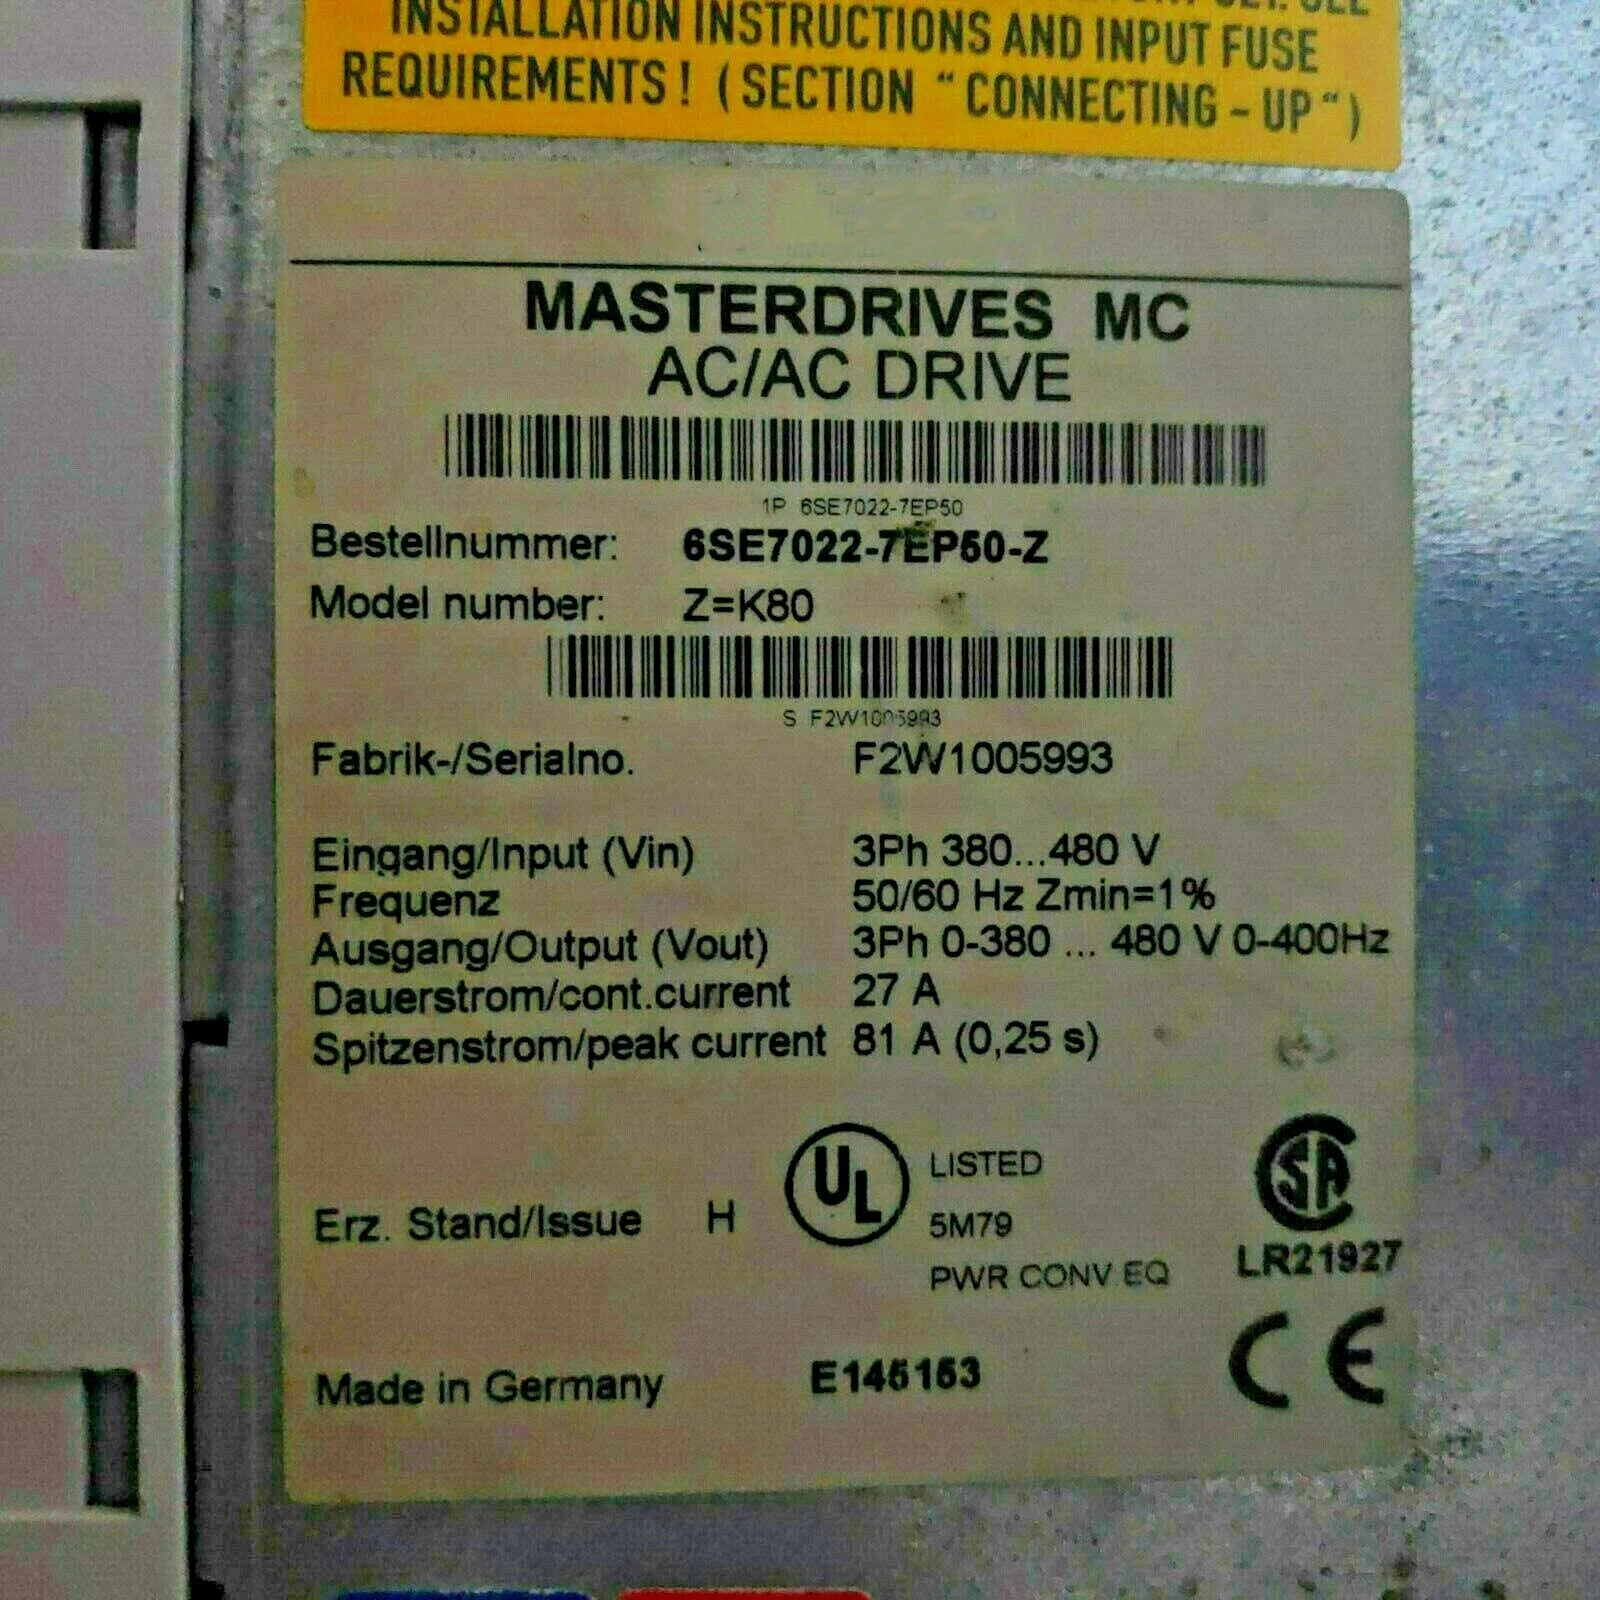 INSTALLATION INSTRUCTIONS AND INPUT FUSE
REQUIREMENTS ! ( SECTION “ CONNECTING – UP “ )
MASTERDRIVES MC
AC/AC DRIVE
1P 6SE7022-7EP50
Bestellnummer: 6SE7022-7EP50-Z
Model number: Z=K80
S F2W1005993
Fabrik-/Serialno. F2W1005993
Eingang/Input (Vin) 3Ph 380...480 V
Frequenz 50/60 Hz Zmin=1%
Ausgang/Output (Vout) 3Ph 0-380 ... 480 V 0-400Hz
Dauerstrom/cont.current 27 A
Spitzenstrom/peak current 81 A (0,25 s)
UL LISTED
Erz. Stand/Issue H 5M79
PWR CONV EQ
SA
LR21927
Made in Germany E145153 CE